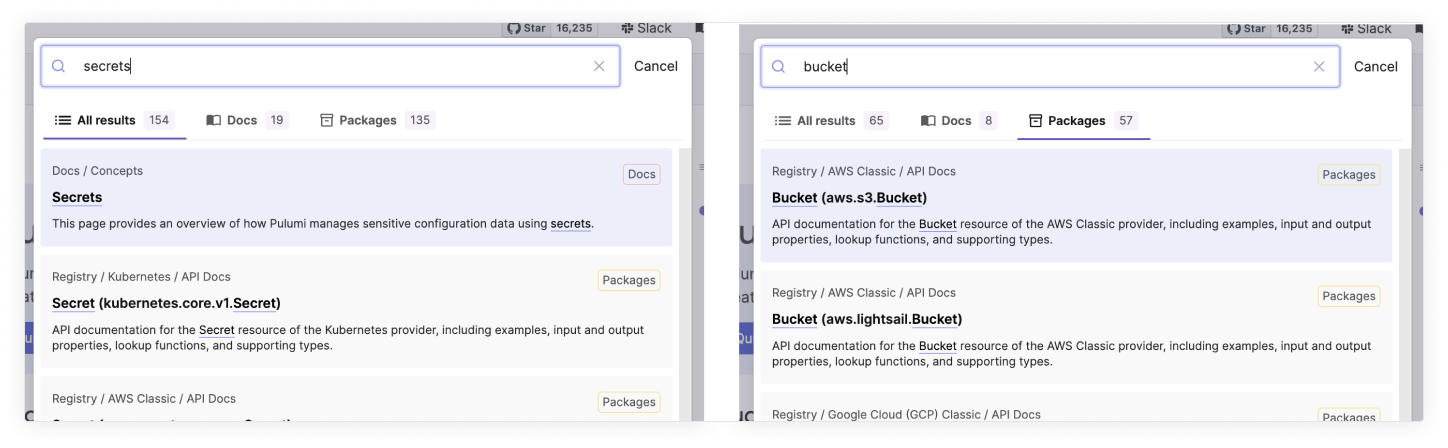 Star 16,235 Slack
secrets Cancel
All results 154 Docs 19 Packages 135
Docs / Concepts
Docs
Secrets
This page provides an overview of how Pulumi manages sensitive configuration data using secrets.
Registry / Kubernetes / API Docs
Packages
Secret (kubernetes.core.v1.Secret)
API documentation for the Secret resource of the Kubernetes provider, including examples, input and output
properties, lookup functions, and supporting types.
Registry / AWS Classic / API Docs
Packages
Star 16,235 Slack
bucket Cancel
All results 65 Docs 8 Packages 57
Registry / AWS Classic / API Docs
Packages
Bucket (aws.s3.Bucket)
API documentation for the Bucket resource of the AWS Classic provider, including examples, input and output
properties, lookup functions, and supporting types.
Registry / AWS Classic / API Docs
Packages
Bucket (aws.lightsail.Bucket)
API documentation for the Bucket resource of the AWS Classic provider, including examples, input and output
properties, lookup functions, and supporting types.
Registry / Google Cloud (GCP) Classic / API Docs
Packages